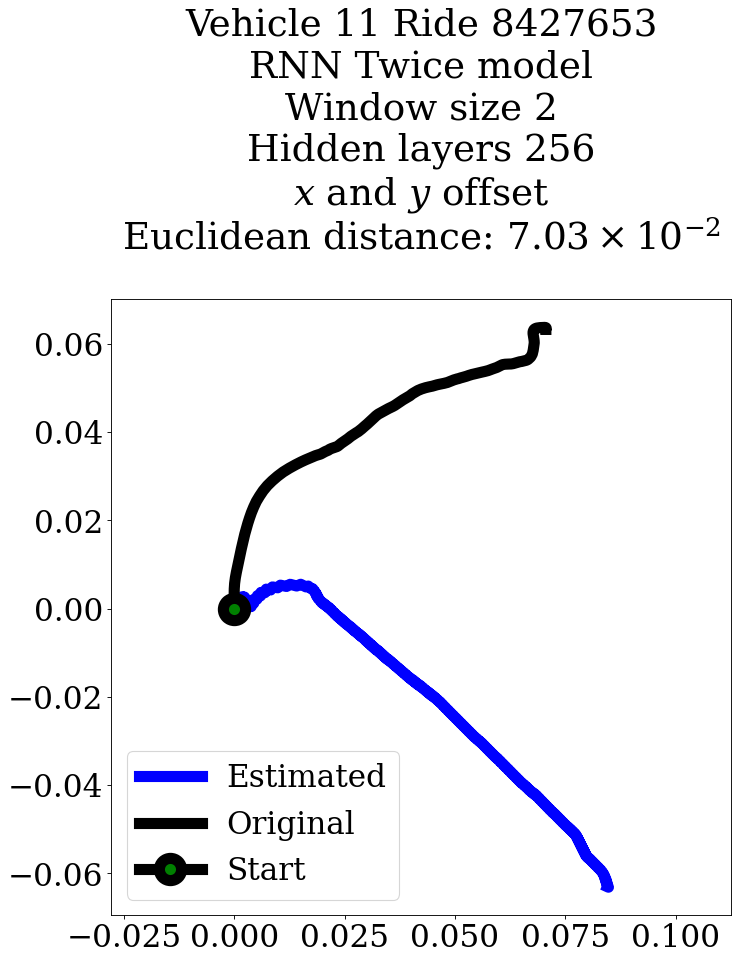 Vehicle 11 Ride 8427653
RNN Twice model
Window size 2
Hidden layers 256
x and y offset
Euclidean distance: 7.03 × 10⁻²
0.06
0.04
0.02
0.00
−0.02
−0.04
−0.06
Estimated
Original
Start
−0.025 0.000 0.025 0.050 0.075 0.100